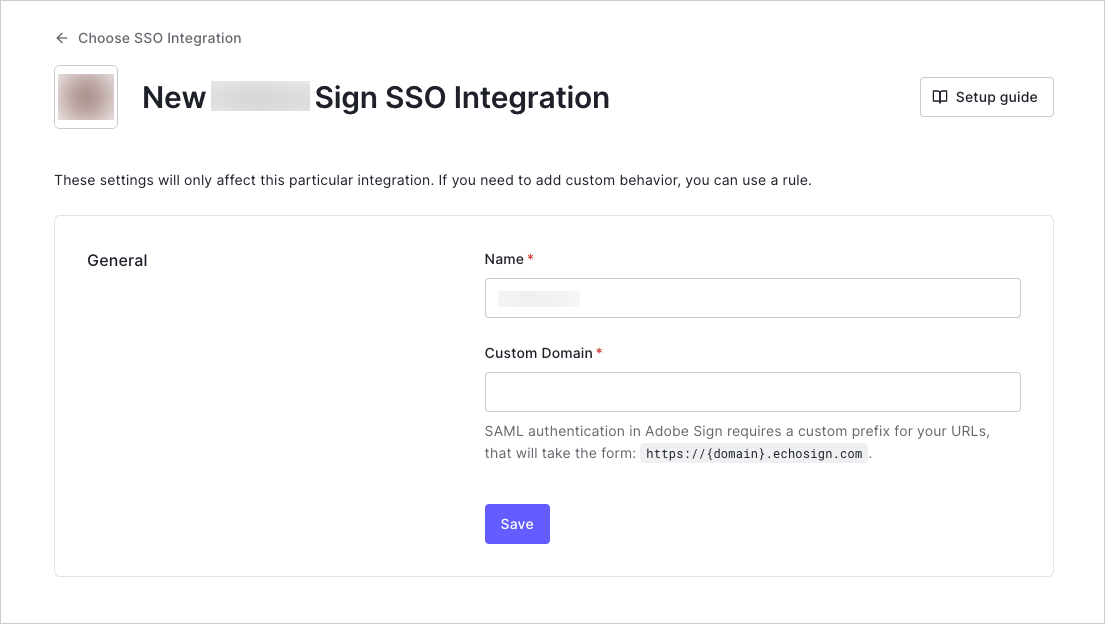 Choose SSO Integration
New Sign SSO Integration
Setup guide
These settings will only affect this particular integration. If you need to add custom behavior, you can use a rule.
General
Name *
Custom Domain *
SAML authentication in Adobe Sign requires a custom prefix for your URLs,
that will take the form: https://{domain}.echosign.com .
Save